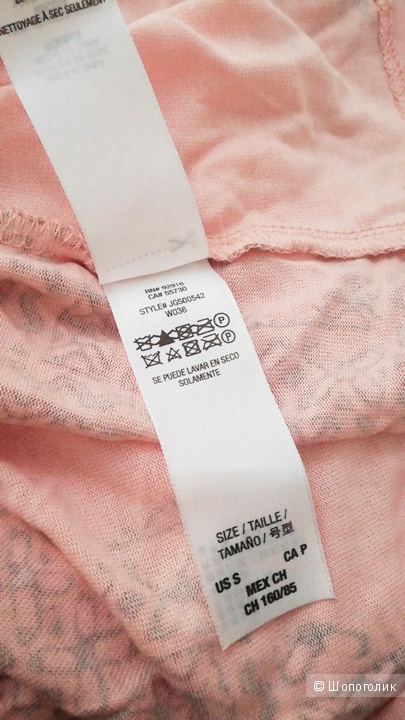 NETTOYAGE À SEC SEULEMENT
RN# 92916
CA# 55730
STYLE# JGS00542
W036
P
P
SE PUEDE LAVAR EN SECO
SOLAMENTE
SIZE / TAILLE /
TAMAÑO / 号型
US S CA P
MEX CH
CH 160/85
© Шопоголик